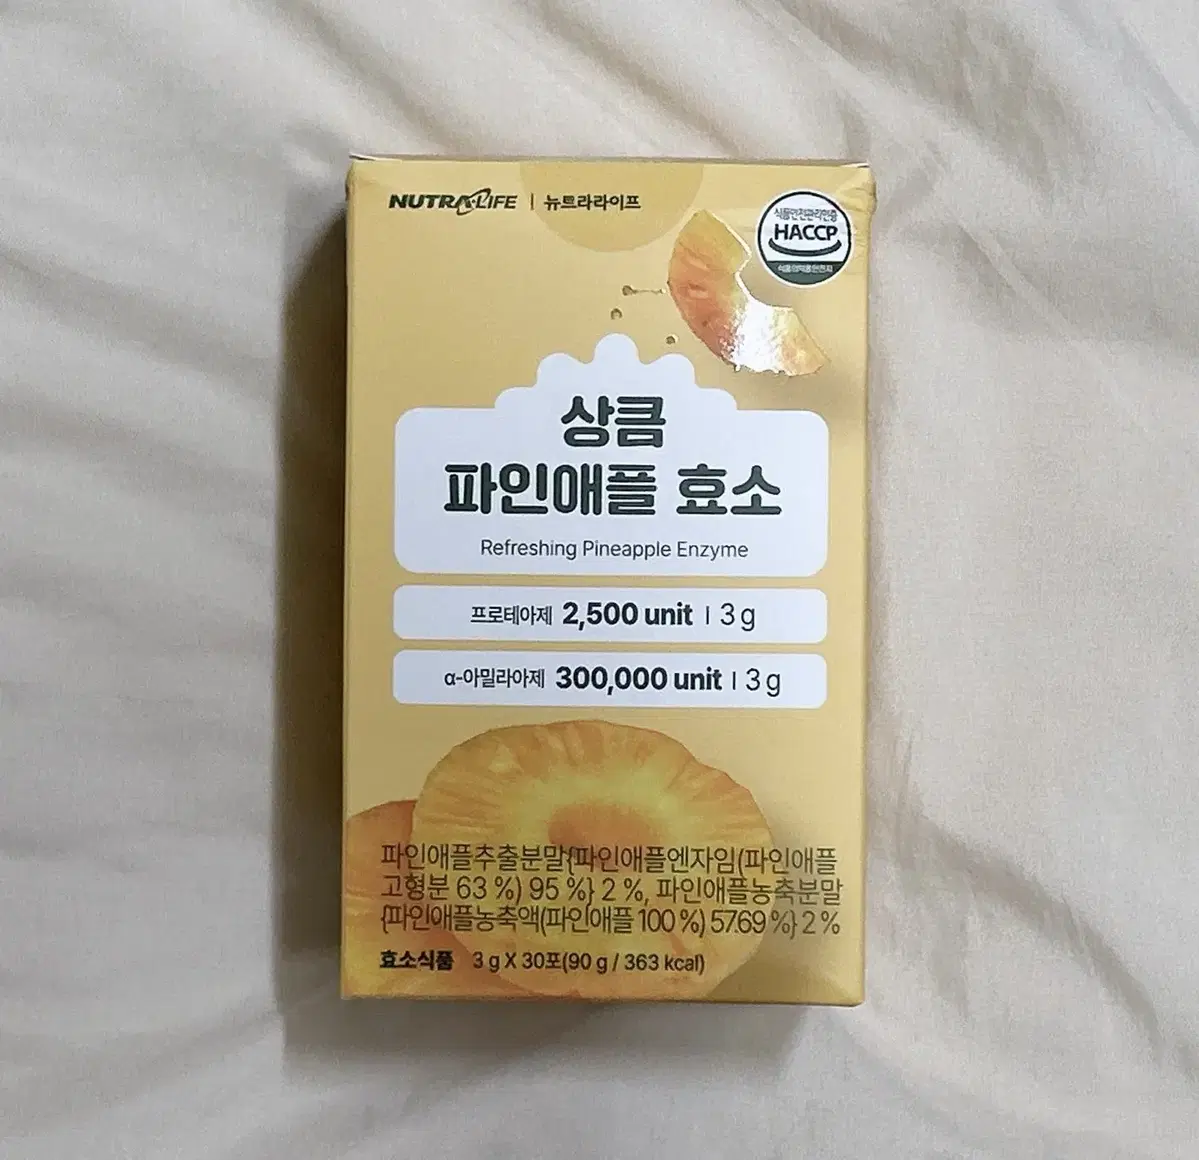 NUTRALIFE | 뉴트라라이프
식품안전관리인증
HACCP
상큼
파인애플 효소
Refreshing Pineapple Enzyme
프로테아제 2,500 unit | 3 g
α-아밀라아제 300,000 unit | 3 g
파인애플추출분말{파인애플엔자임(파인애플
고형분 63 %) 95 %} 2 %, 파인애플농축분말
{파인애플농축액(파인애플 100 %) 57.69 %} 2 %
효소식품 3 g X 30포(90 g / 363 kcal)